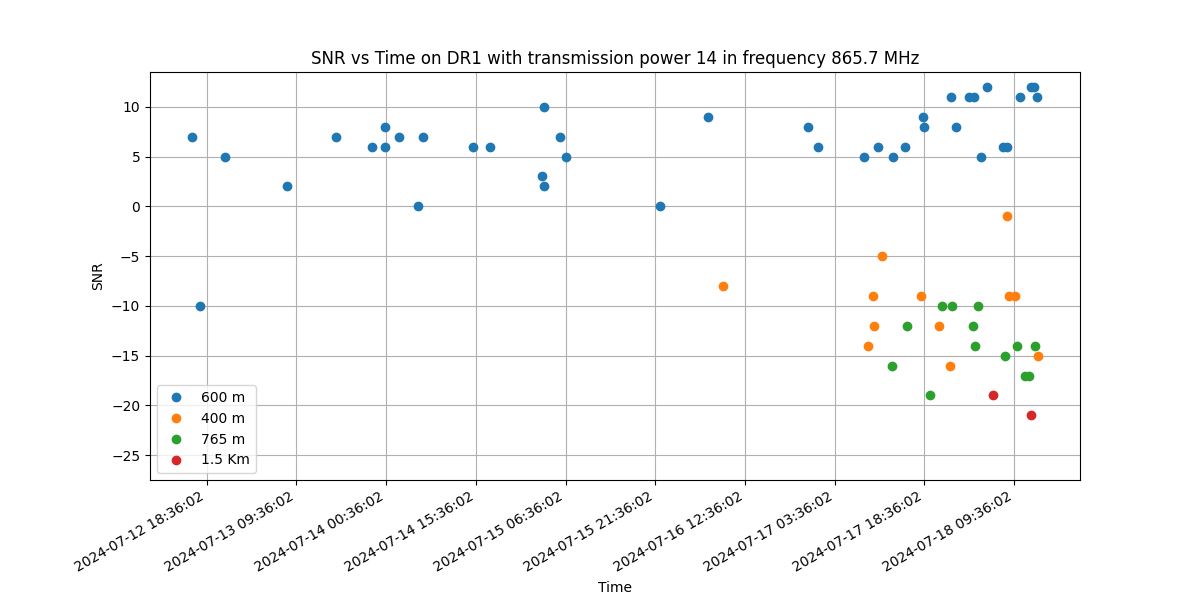 SNR vs Time on DR1 with transmission power 14 in frequency 865.7 MHz
SNR
10
5
0
−5
−10
−15
−20
−25
600 m
400 m
765 m
1.5 Km
2024-07-12 18:36:02
2024-07-13 09:36:02
2024-07-14 00:36:02
2024-07-14 15:36:02
2024-07-15 06:36:02
2024-07-15 21:36:02
2024-07-16 12:36:02
2024-07-17 03:36:02
2024-07-17 18:36:02
2024-07-18 09:36:02
Time